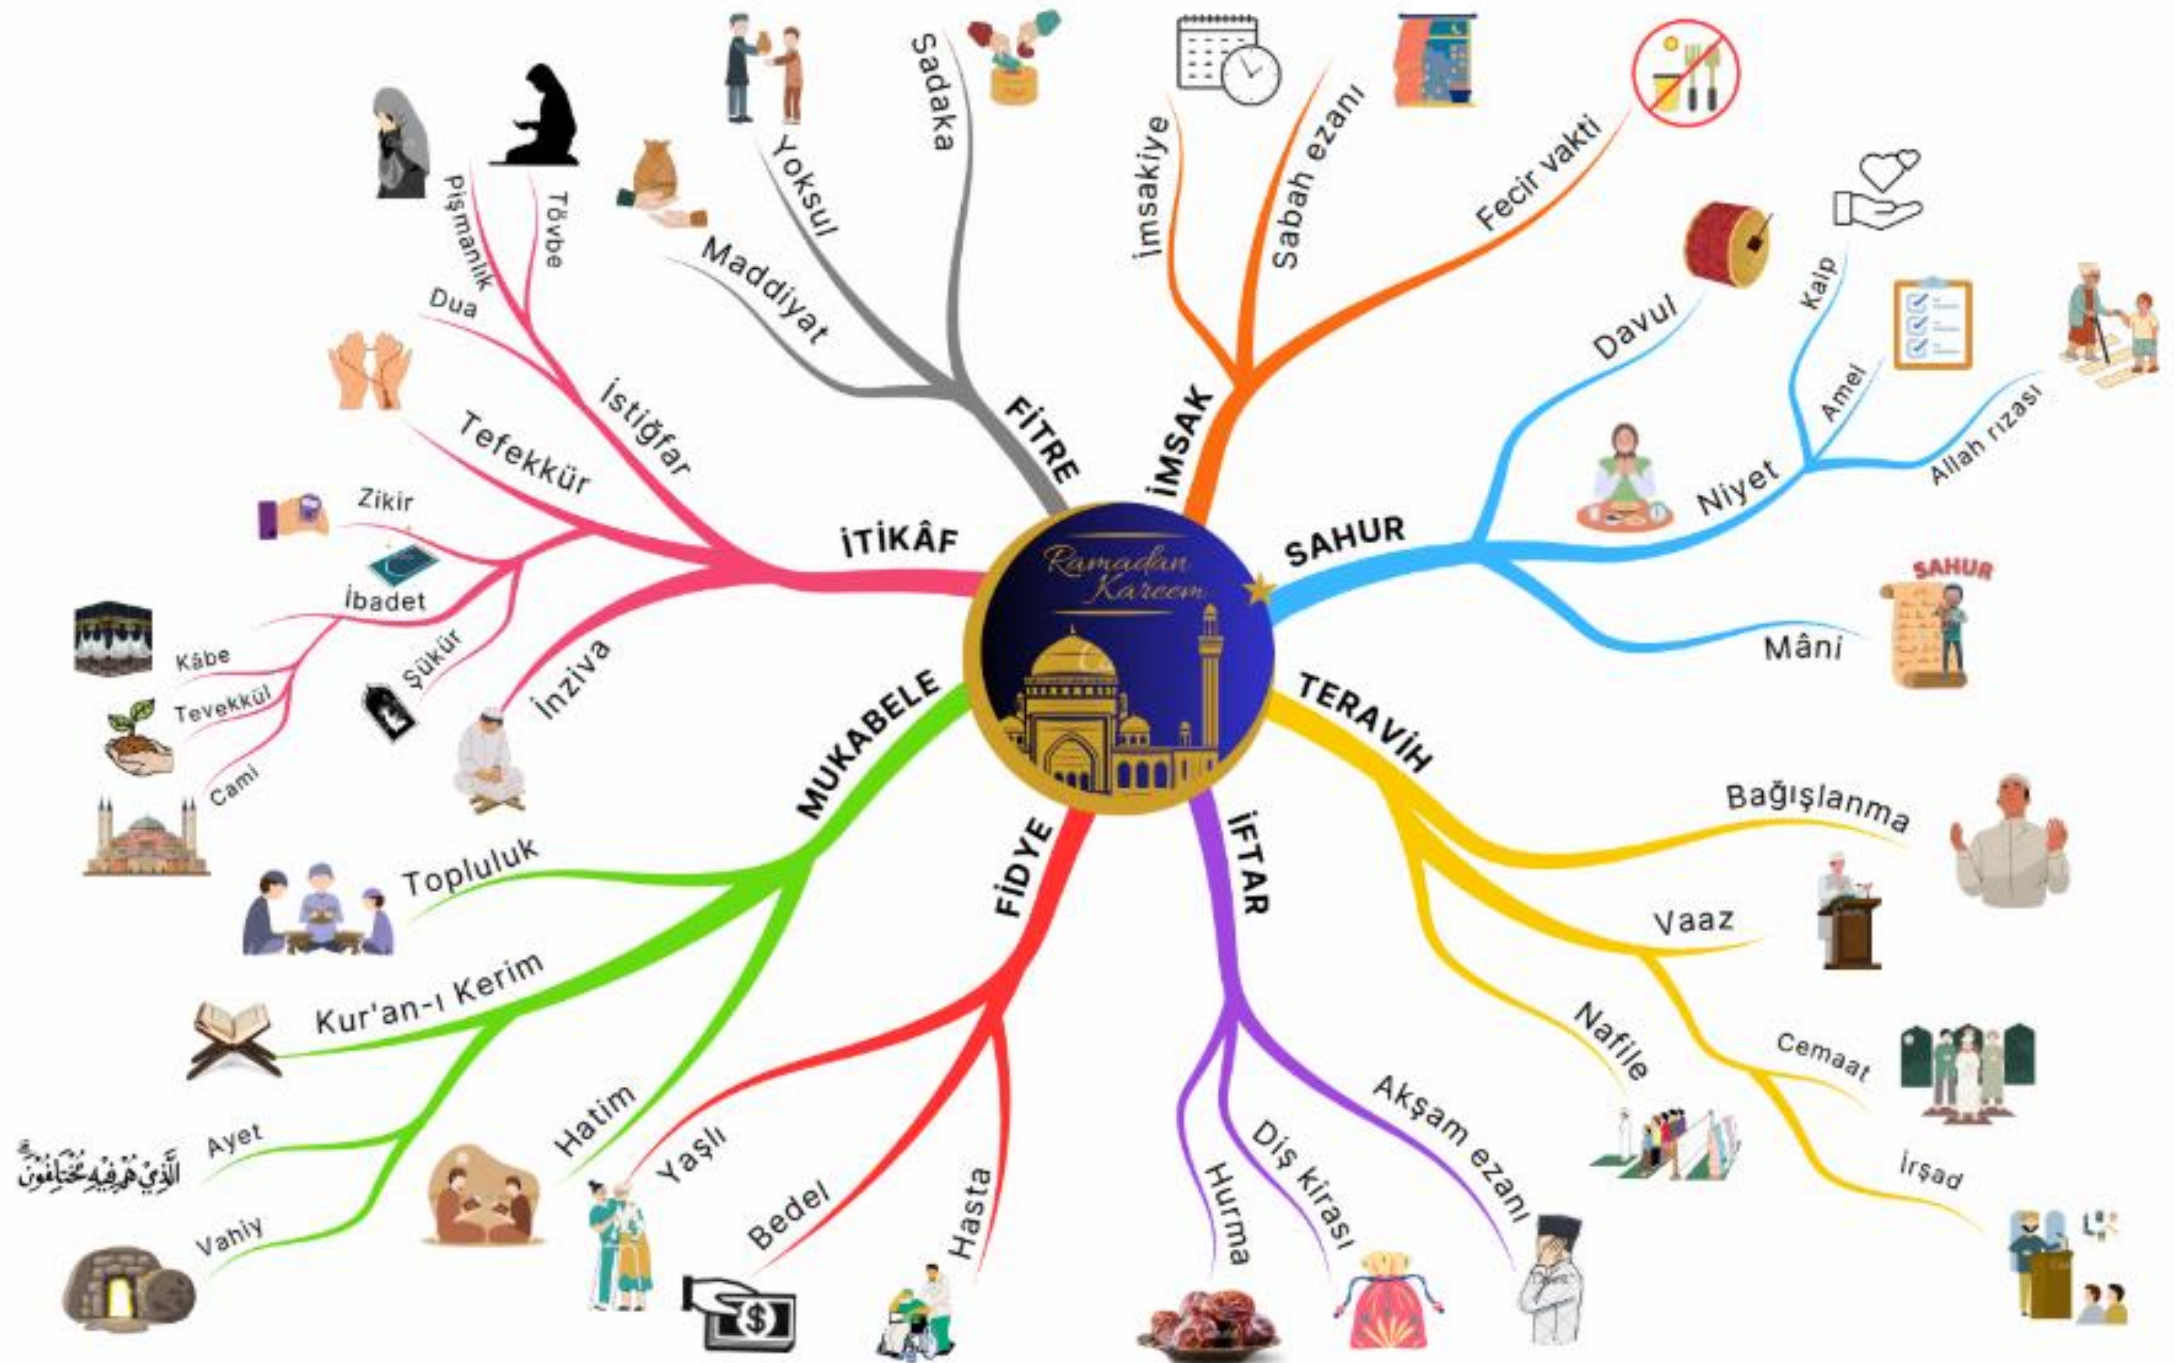 Ramadan
Kareem
İMSAK
İmsakiye
Sabah ezanı
Fecir vakti
SAHUR
Davul
Niyet
Kalp
Amel
Allah rızası
Mâni
SAHUR
TERAVİH
Bağışlanma
Vaaz
Cemaat
İrşad
Nafile
İFTAR
Akşam ezanı
Diş kirası
Hurma
FİDYE
Hasta
Bedel
$
Yaşlı
MUKABELE
Hatim
Kur'an-ı Kerim
Vahiy
Ayet
الَّذِيْ هُمْ فِيْهِ مُخْتَلِفُوْنَ
Topluluk
İTİKÂF
İnziva
Tefekkür
Şükür
İbadet
Cami
Tevekkül
Kâbe
Zikir
İstiğfar
Dua
Pişmanlık
Tövbe
FİTRE
Maddiyat
Yoksul
Sadaka